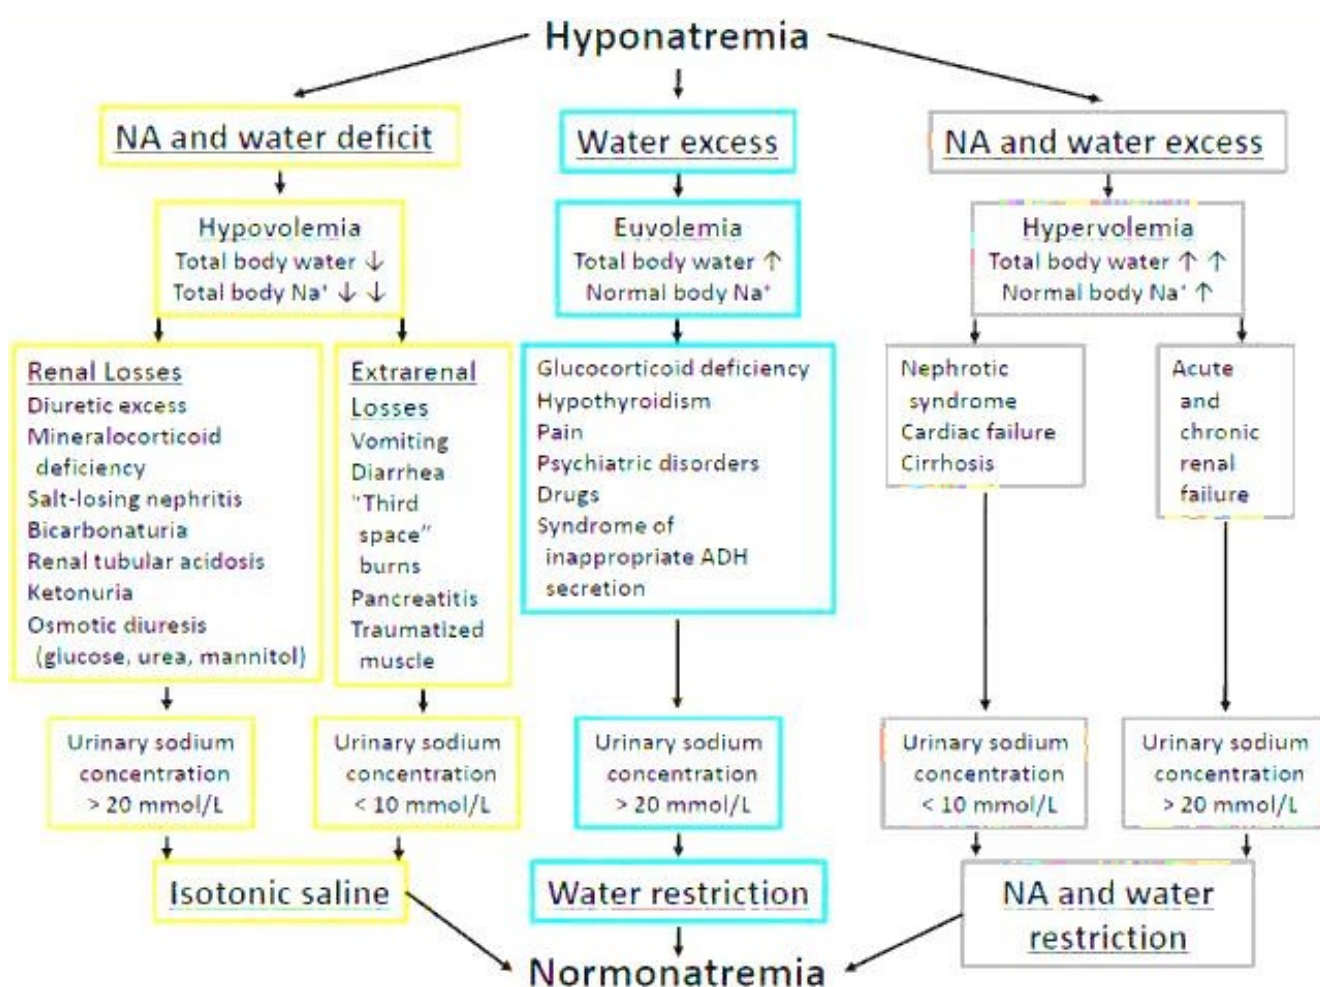 Hyponatremia
NA and water deficit
Water excess
NA and water excess
Hypovolemia
Total body water ↓
Total body Na⁺ ↓ ↓
Euvolemia
Total body water ↑
Normal body Na⁺
Hypervolemia
Total body water ↑ ↑
Normal body Na⁺ ↑
Renal Losses
Diuretic excess
Mineralocorticoid
deficiency
Salt-losing nephritis
Bicarbonaturia
Renal tubular acidosis
Ketonuria
Osmotic diuresis
(glucose, urea, mannitol)
Extrarenal
Losses
Vomiting
Diarrhea
"Third
space"
burns
Pancreatitis
Traumatized
muscle
Glucocorticoid deficiency
Hypothyroidism
Pain
Psychiatric disorders
Drugs
Syndrome of
inappropriate ADH
secretion
Nephrotic
syndrome
Cardiac failure
Cirrhosis
Acute
and
chronic
renal
failure
Urinary sodium
concentration
> 20 mmol/L
Urinary sodium
concentration
< 10 mmol/L
Urinary sodium
concentration
> 20 mmol/L
Urinary sodium
concentration
< 10 mmol/L
Urinary sodium
concentration
> 20 mmol/L
Isotonic saline
Water restriction
NA and water
restriction
Normonatremia